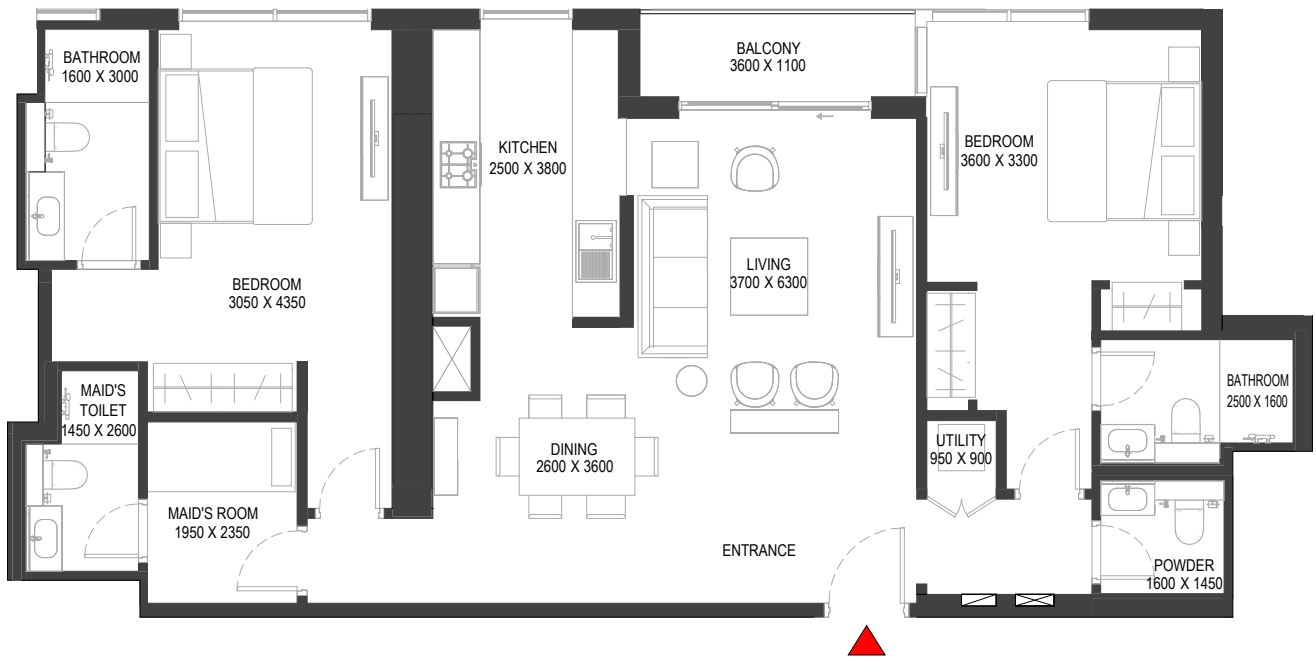 BATHROOM
1600 X 3000
BALCONY
3600 X 1100
KITCHEN
2500 X 3800
BEDROOM
3600 X 3300
BEDROOM
3050 X 4350
LIVING
3700 X 6300
MAID'S
TOILET
1450 X 2600
BATHROOM
2500 X 1600
DINING
2600 X 3600
UTILITY
950 X 900
MAID'S ROOM
1950 X 2350
ENTRANCE
POWDER
1600 X 1450